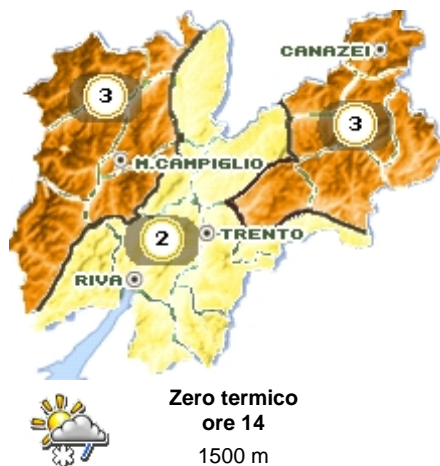 CANAZEI
3
3
M.CAMPIGLIO
2
TRENTO
RIVA
Zero termico
ore 14
1500 m